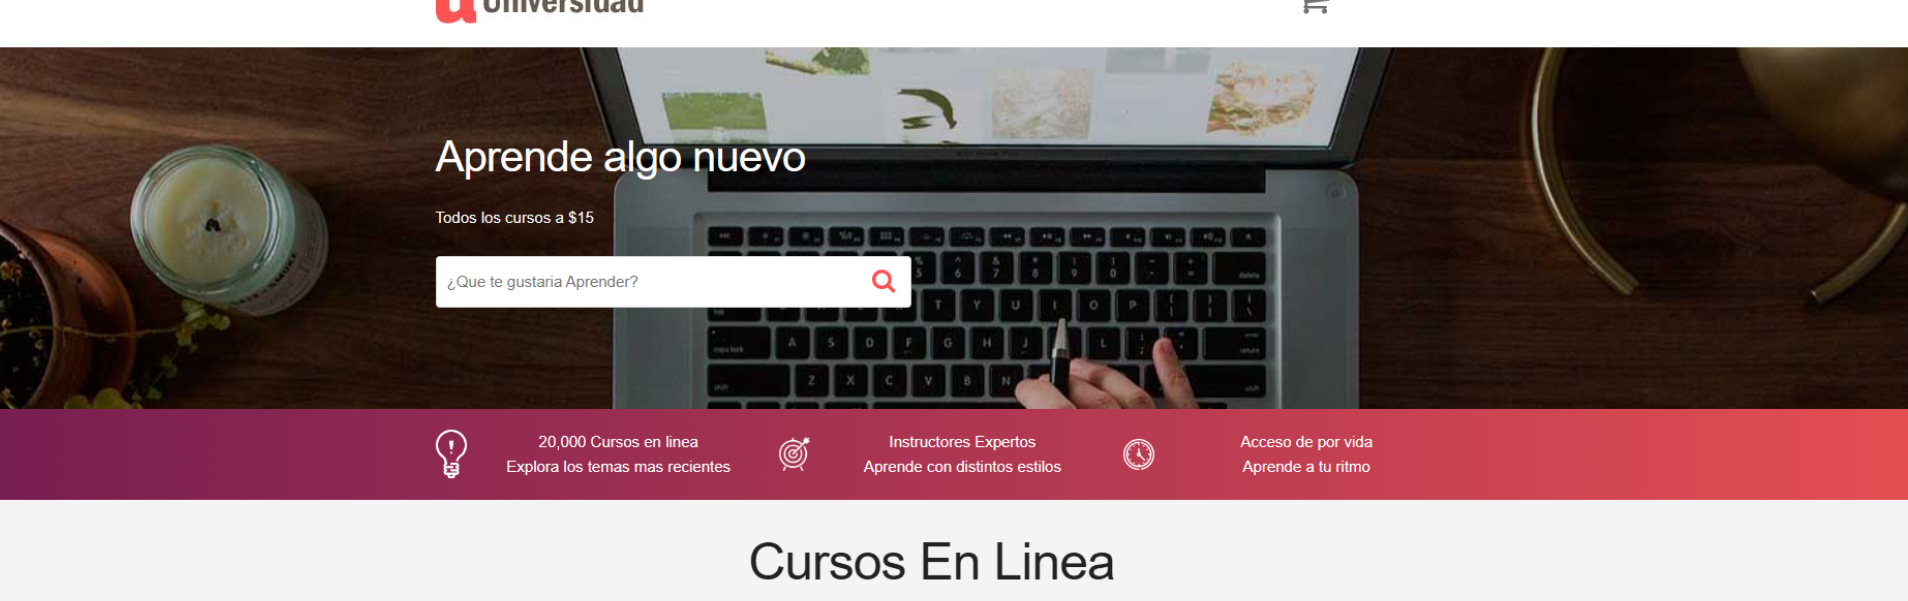 Universidad
Aprende algo nuevo
Todos los cursos a $15
¿Que te gustaria Aprender?
20,000 Cursos en linea
Explora los temas mas recientes
Instructores Expertos
Aprende con distintos estilos
Acceso de por vida
Aprende a tu ritmo
Cursos En Linea